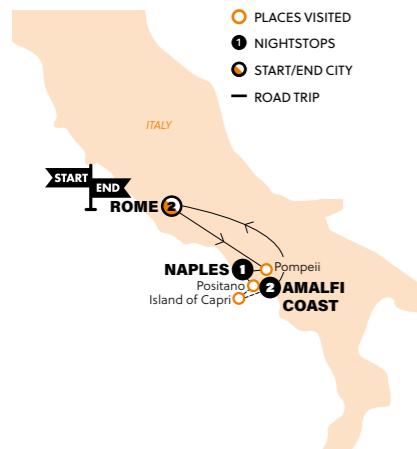 PLACES VISITED
1 NIGHTSTOPS
START/END CITY
ROAD TRIP
ITALY
START
END
ROME 2
NAPLES 1
Pompeii
Positano
2 AMALFI
COAST
Island of Capri